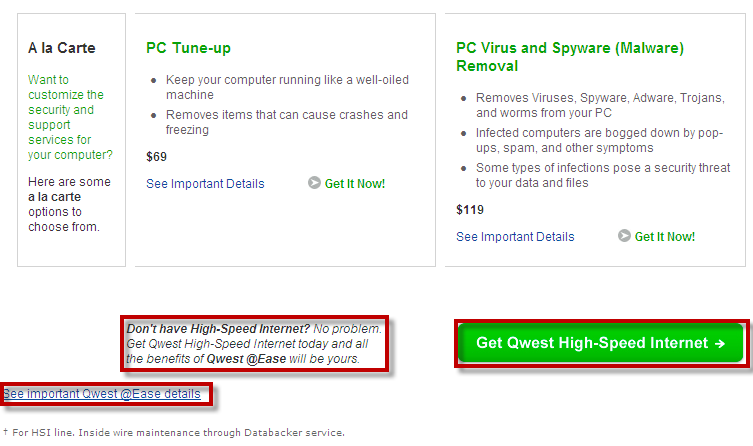 A la Carte
Want to
customize the
security and
support
services for
your computer?
Here are some
a la carte
options to
choose from.
PC Tune-up
• Keep your computer running like a well-oiled
machine
• Removes items that can cause crashes and
freezing
$69
See Important Details
Get It Now!
PC Virus and Spyware (Malware)
Removal
• Removes Viruses, Spyware, Adware, Trojans,
and worms from your PC
• Infected computers are bogged down by pop-
ups, spam, and other symptoms
• Some types of infections pose a security threat
to your data and files
$119
See Important Details
Get It Now!
Don't have High-Speed Internet? No problem.
Get Qwest High-Speed Internet today and all
the benefits of Qwest @Ease will be yours.
Get Qwest High-Speed Internet →
See important Qwest @Ease details
† For HSI line. Inside wire maintenance through Databacker service.